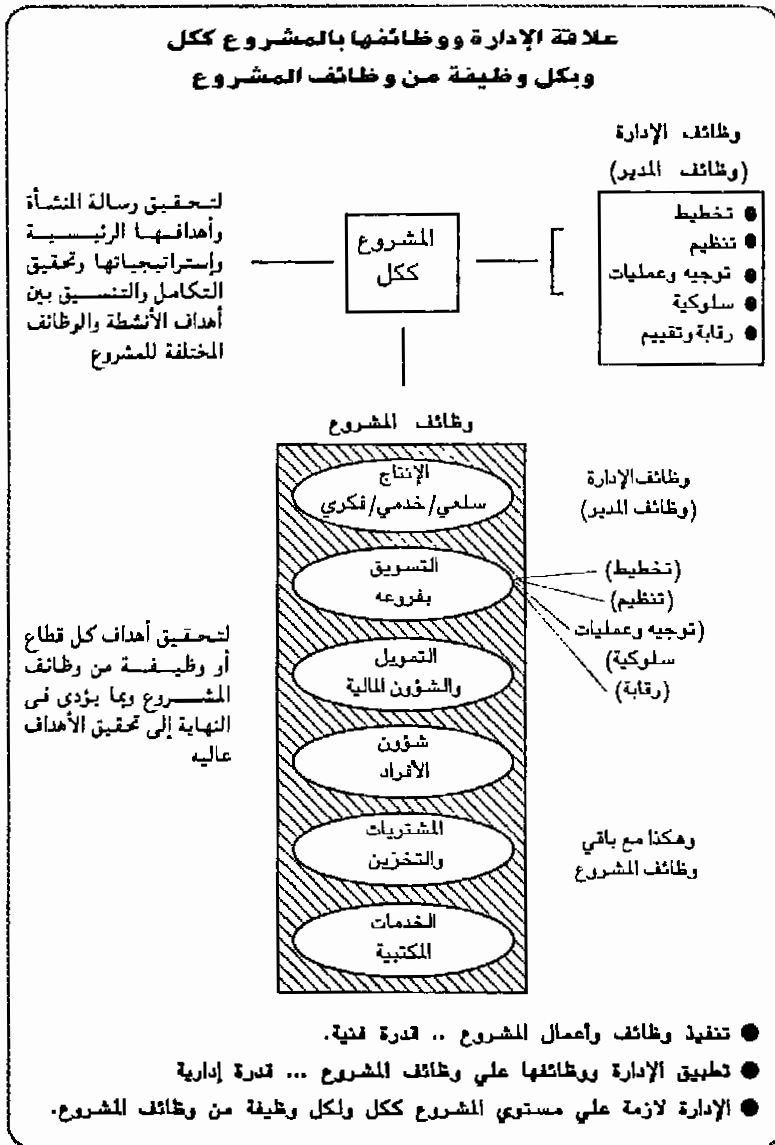 علاقة الإدارة ووظائفها بالمشروع ككل
وبكل وظيفة من وظائف المشروع
وظائف الإدارة
(وظائف المدير)
● تخطيط
● تنظيم
● توجيه وعمليات
● سلوكية
● رقابة وتقييم
المشروع
ككل
لتحقيق رسالة المنشأة
وأهدافها الرئيسية
وإستراتيجياتها وتحقيق
التكامل والتنسيق بين
أهداف الأنشطة والوظائف
المختلفة للمشروع
وظائف المشروع
الإنتاج
سلعي/خدمي/فكري
التسويق
بفروعه
التمويل
والشؤون المالية
شؤون
الأفراد
المشتريات
والتخزين
الخدمات
المكتبية
وظائف الإدارة
(وظائف المدير)
(تخطيط)
(تنظيم)
(توجيه وعمليات
سلوكية)
(رقابة)
وهكذا مع باقي
وظائف المشروع
لتحقيق أهداف كل قطاع
أو وظيفة من وظائف
المشروع وبما يؤدى فى
النهاية إلى تحقيق الأهداف
عاليه
● تنفيذ وظائف وأعمال المشروع .. قدرة فنية.
● تطبيق الإدارة ووظائفها علي وظائف المشروع ... قدرة إدارية
● الإدارة لازمة علي مستوي المشروع ككل ولكل وظيفة من وظائف المشروع.